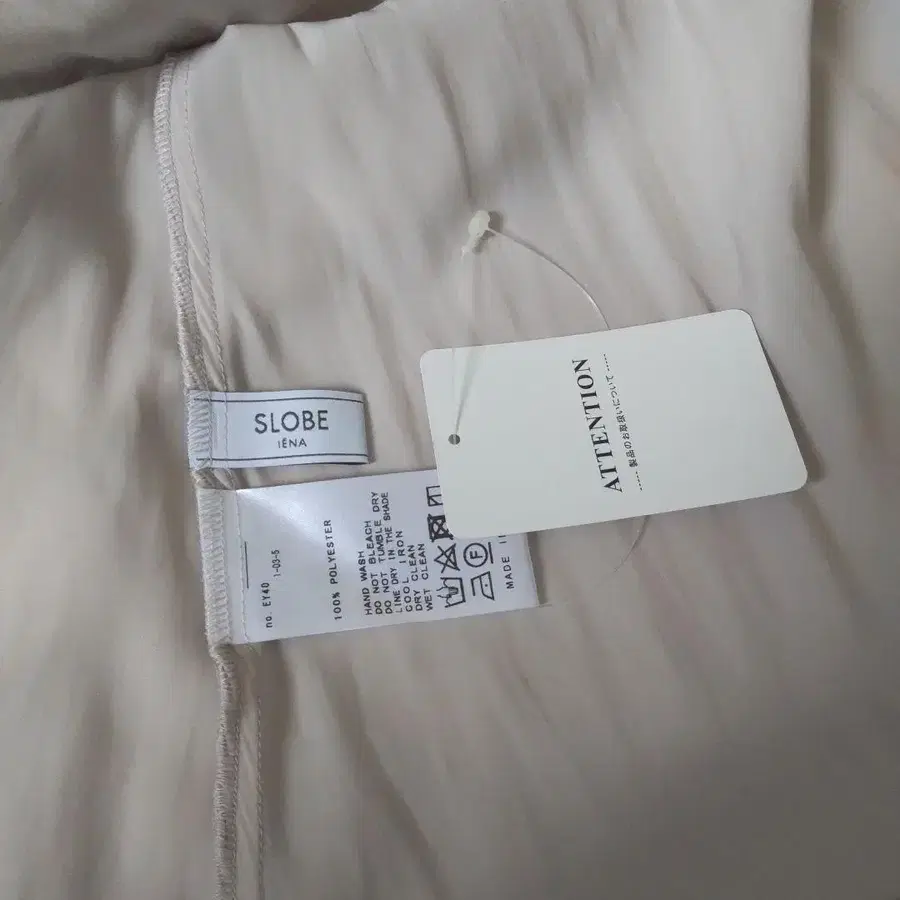 SLOBE
IÉNA
ATTENTION
製品のお取扱いについて
no. EY40
1-03-5
100% POLYESTER
HAND WASH
DO NOT BLEACH
DO NOT TUMBLE DRY
LINE DRY IN THE SHADE
COOL IRON
DRY CLEAN
WET CLEAN
F
MADE